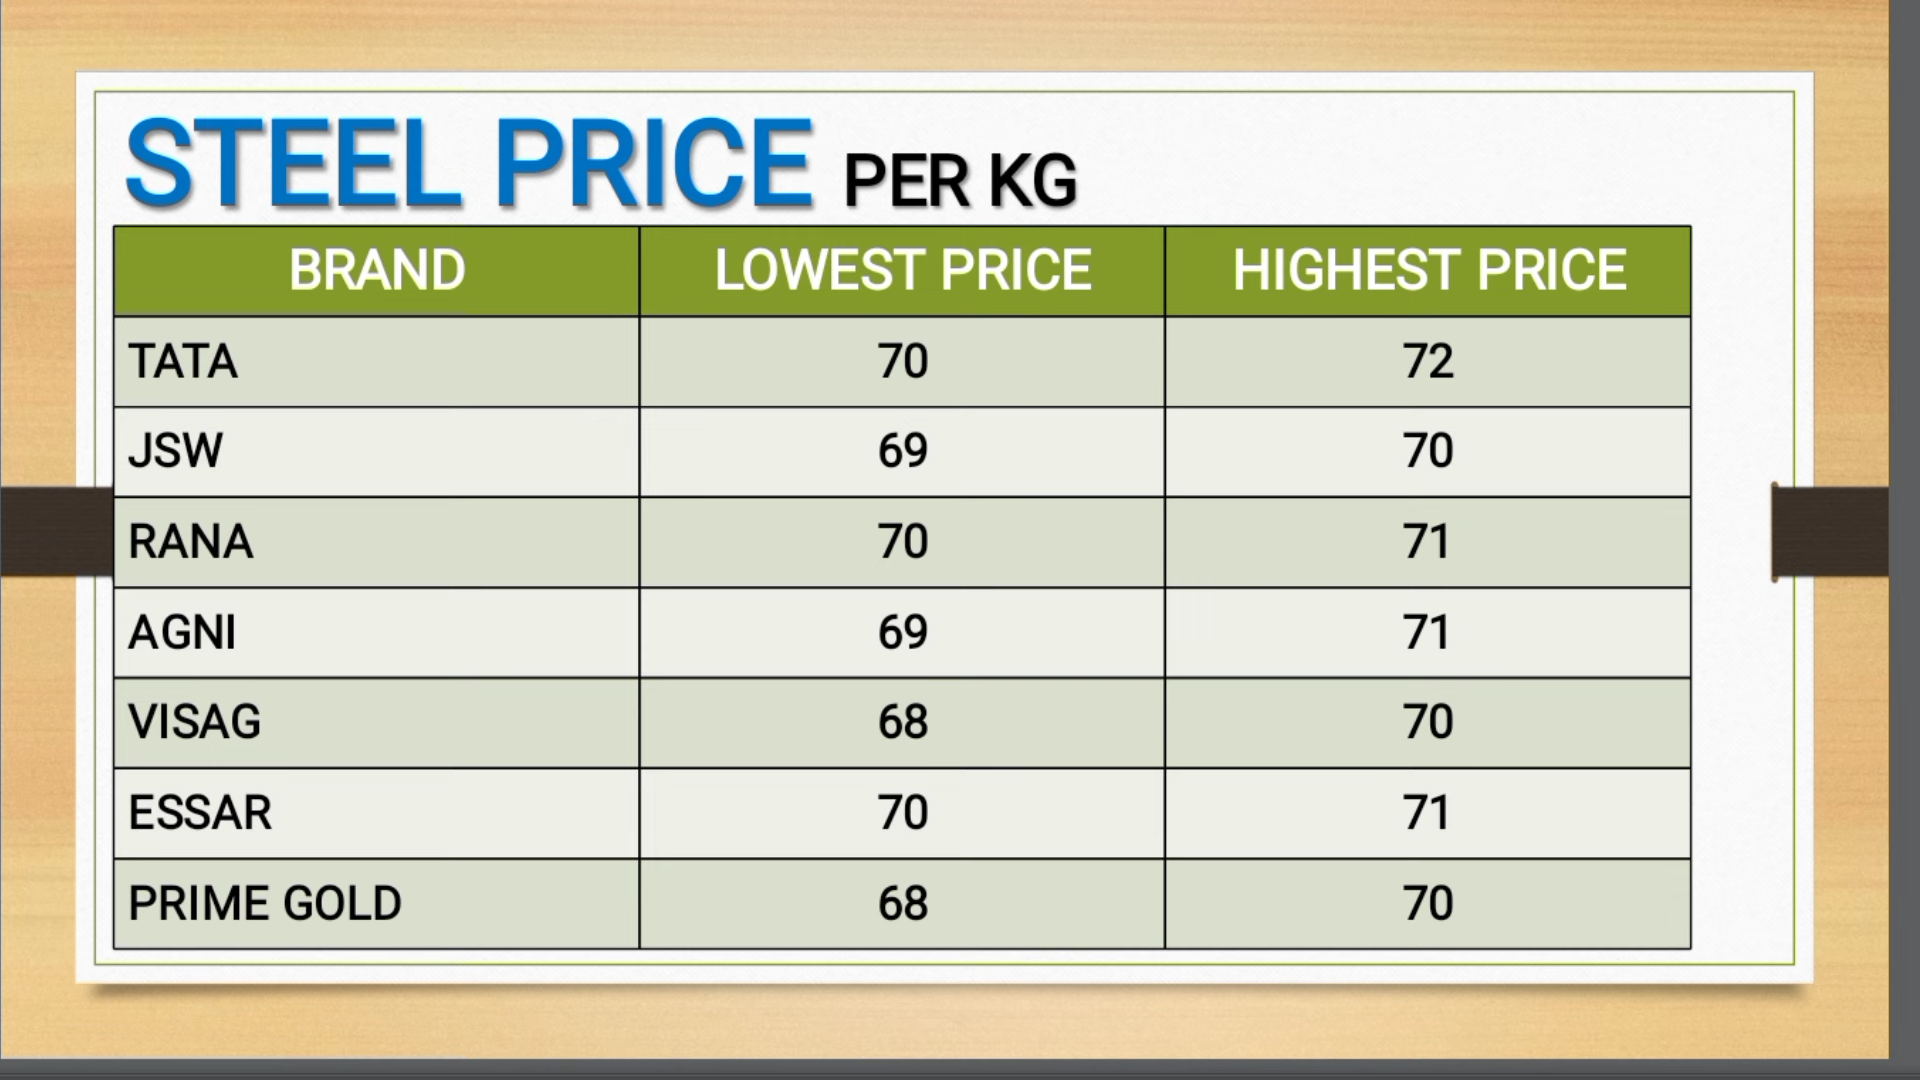 STEEL PRICE PER KG
BRAND LOWEST PRICE HIGHEST PRICE
TATA 70 72
JSW 69 70
RANA 70 71
AGNI 69 71
VISAG 68 70
ESSAR 70 71
PRIME GOLD 68 70